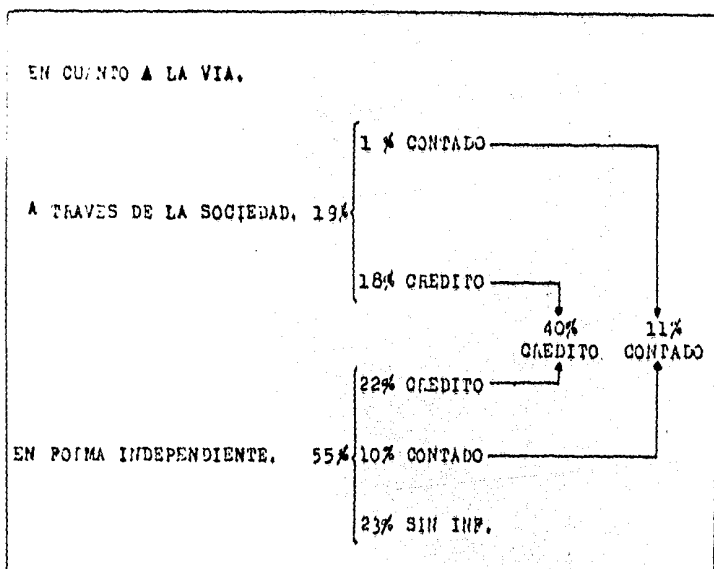 EN CUANTO A LA VIA.
1 % CONTADO
A TRAVES DE LA SOCIEDAD. 19%
18% CREDITO
40% 11%
CREDITO CONTADO
22% CREDITO
EN FORMA INDEPENDIENTE. 55% 10% CONTADO
23% SIN INF.